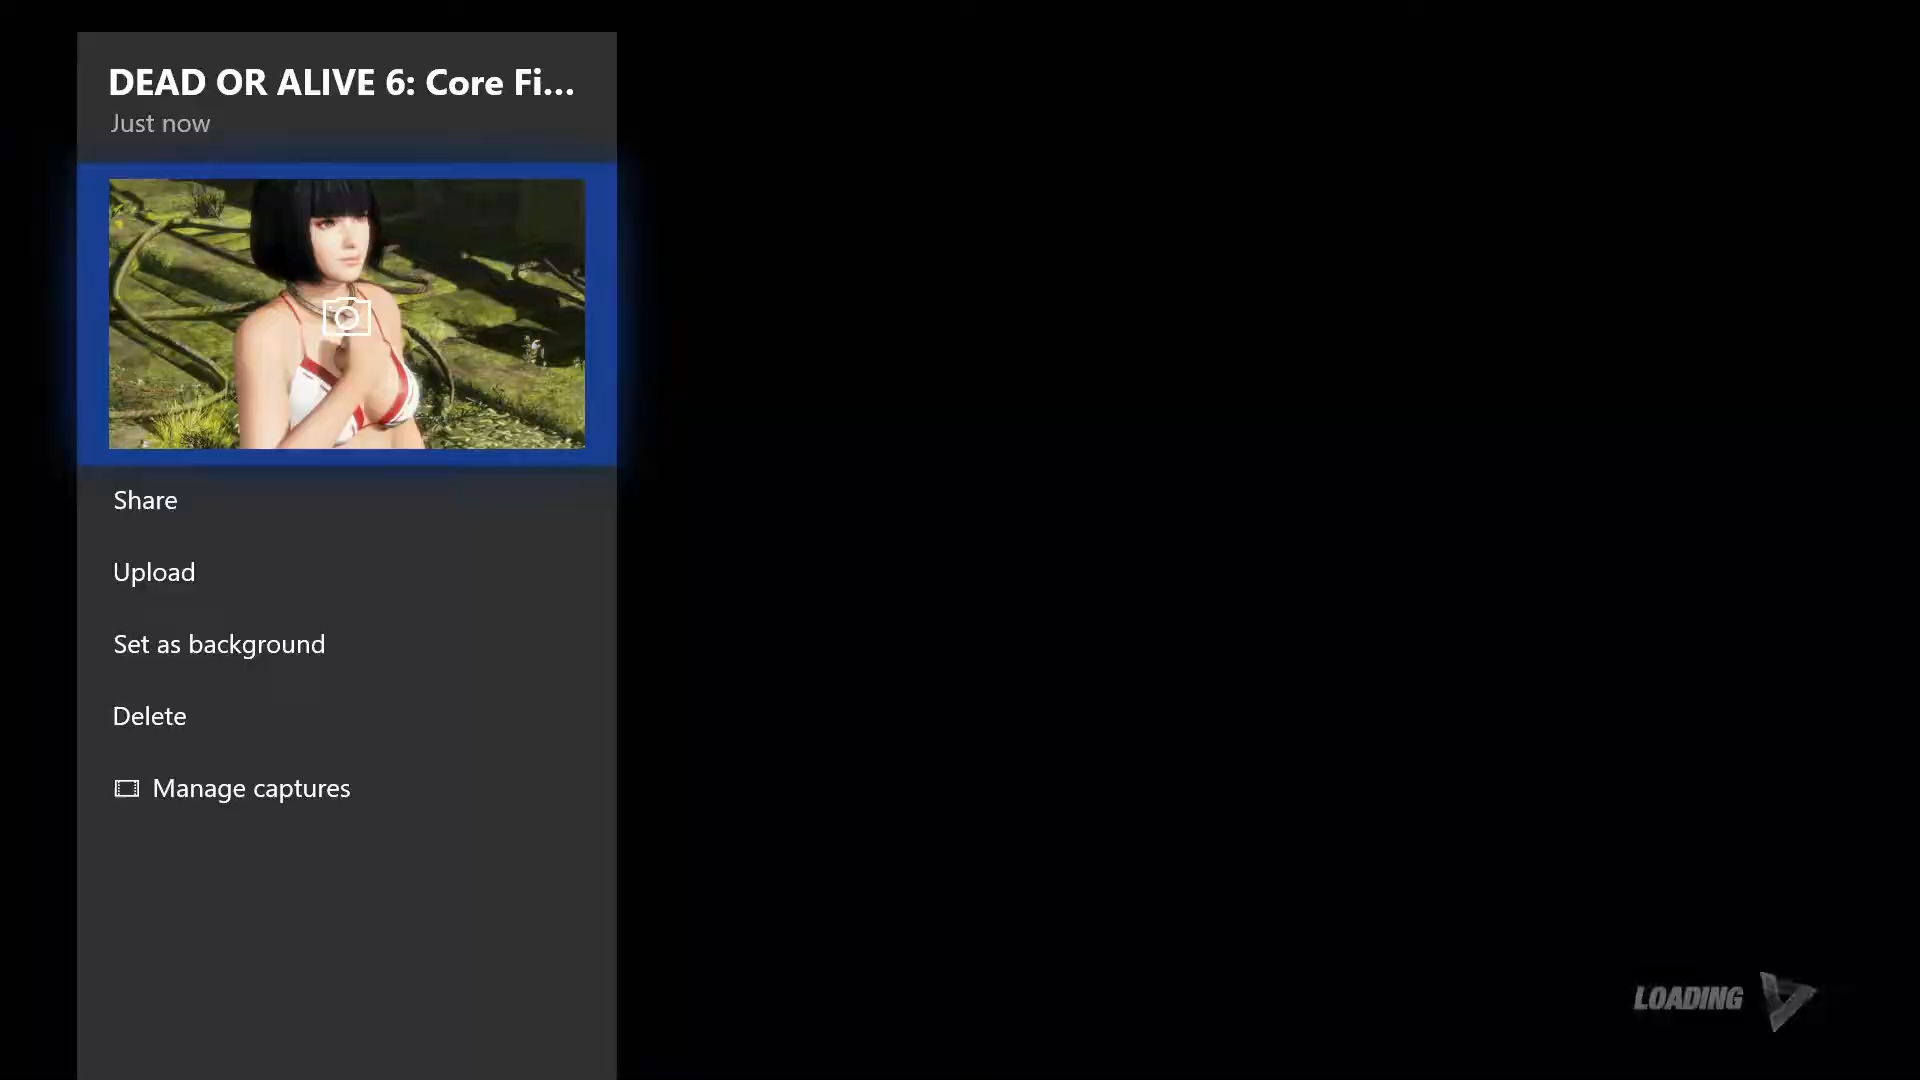 DEAD OR ALIVE 6: Core Fi...
Just now
Share
Upload
Set as background
Delete
Manage captures
LOADING